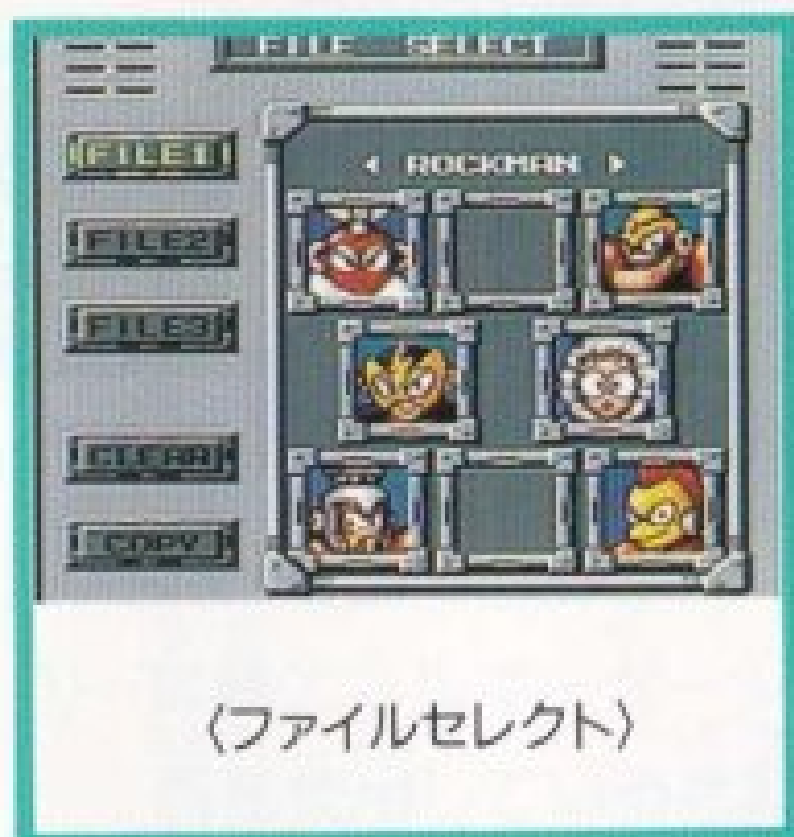 FILE SELECT
FILE1
ROCKMAN
FILE2
FILE3
CLEAR
COPY
〈ファイルセレクト〉